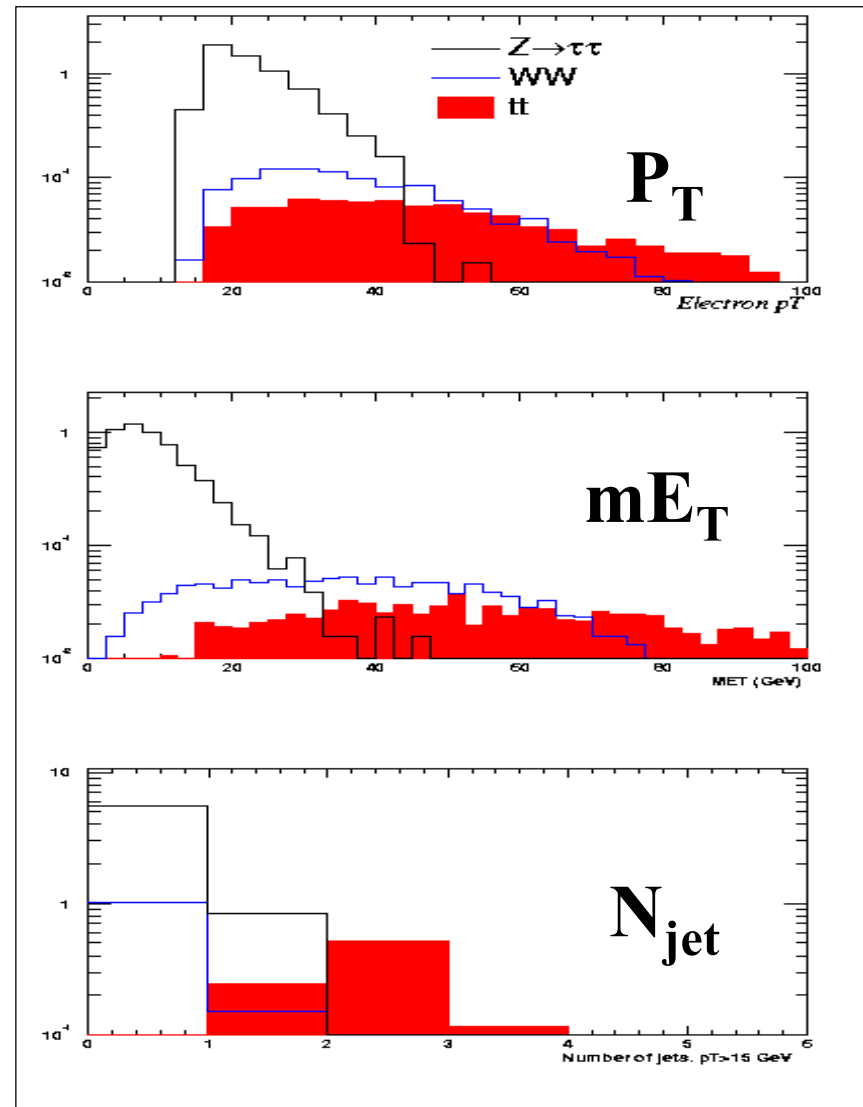 Z→ττ
WW
tt
1
10⁻¹
10⁻²
P_T
0 20 40 60 80 100
Electron pT
1
10⁻¹
10⁻²
mE_T
0 20 40 60 80 100
MET (GeV)
10
1
10⁻¹
N_jet
0 1 2 3 4 5 6
Number of jets. pT>15 GeV